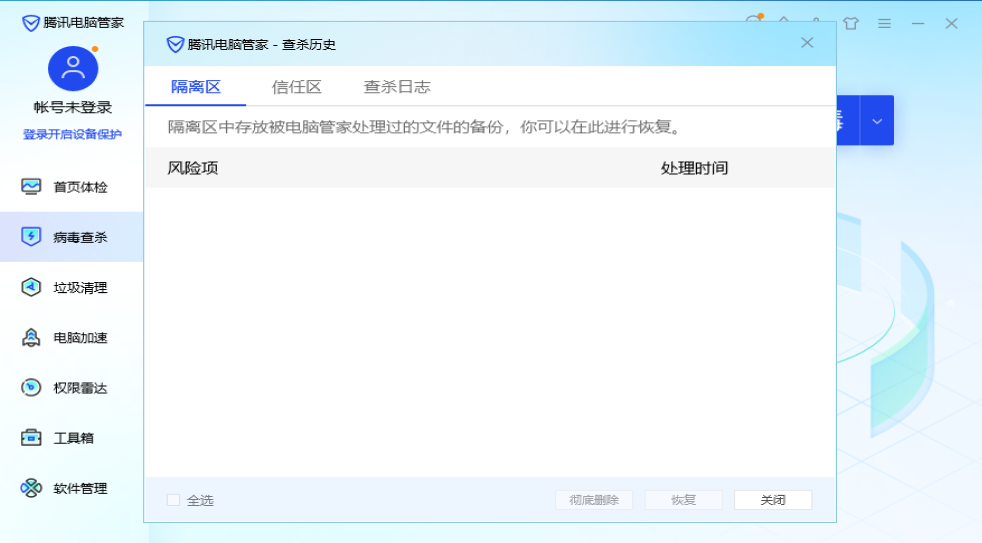 腾讯电脑管家
帐号未登录
登录开启设备保护
首页体检
病毒查杀
垃圾清理
电脑加速
权限雷达
工具箱
软件管理
腾讯电脑管家 - 查杀历史
隔离区 信任区 查杀日志
隔离区中存放被电脑管家处理过的文件的备份，你可以在此进行恢复。
风险项 处理时间
全选 彻底删除 恢复 关闭